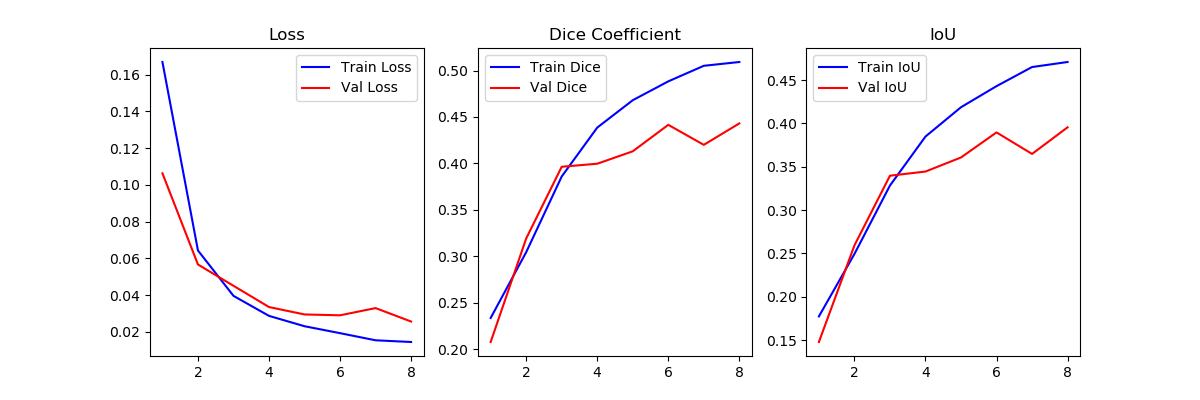 Loss
Train Loss
Val Loss
0.16
0.14
0.12
0.10
0.08
0.06
0.04
0.02
2 4 6 8
Dice Coefficient
Train Dice
Val Dice
0.50
0.45
0.40
0.35
0.30
0.25
0.20
2 4 6 8
IoU
Train IoU
Val IoU
0.45
0.40
0.35
0.30
0.25
0.20
0.15
2 4 6 8